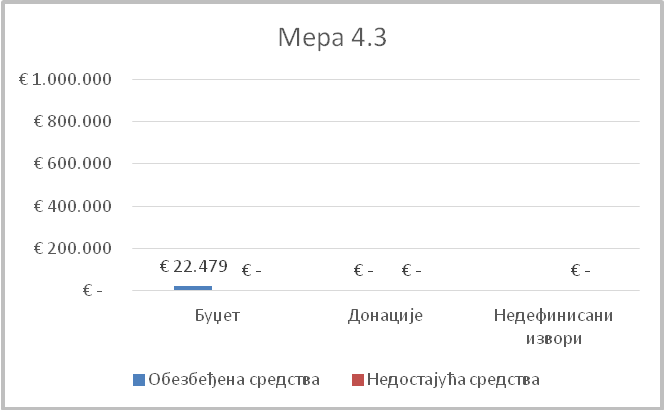 Мера 4.3
€ 1.000.000
€ 800.000
€ 600.000
€ 400.000
€ 200.000
€ -
€ 22.479 € - € - € - € -
Буџет Донације Недефинисани
извори
Обезбеђена средства Недостајућа средства